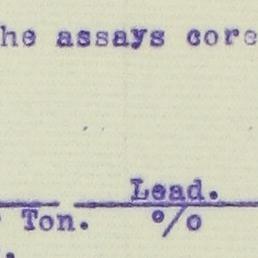 he assays core
Lead.
Ton. %